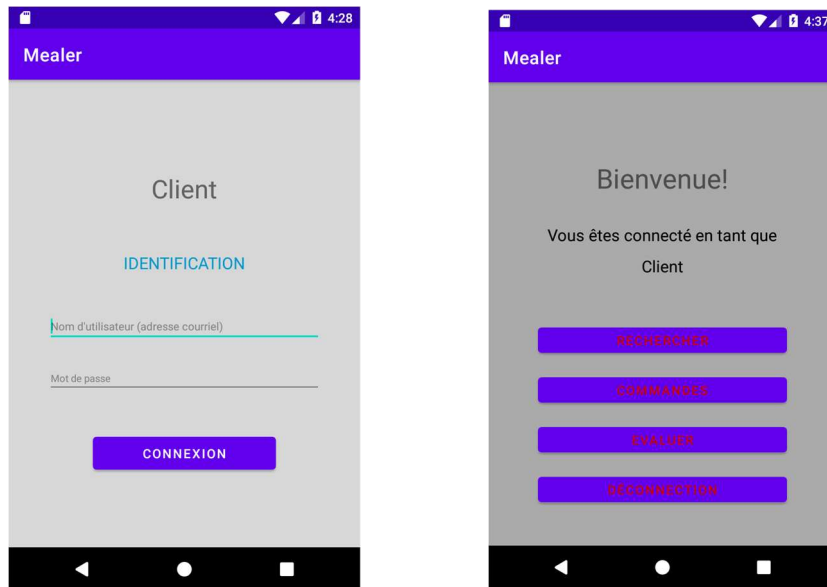 4:28
Mealer
Client
IDENTIFICATION
Nom d'utilisateur (adresse courriel)
Mot de passe
CONNEXION
4:37
Mealer
Bienvenue!
Vous êtes connecté en tant que
Client
RECHERCHER
COMMANDES
ÉVALUER
DÉCONNECTION